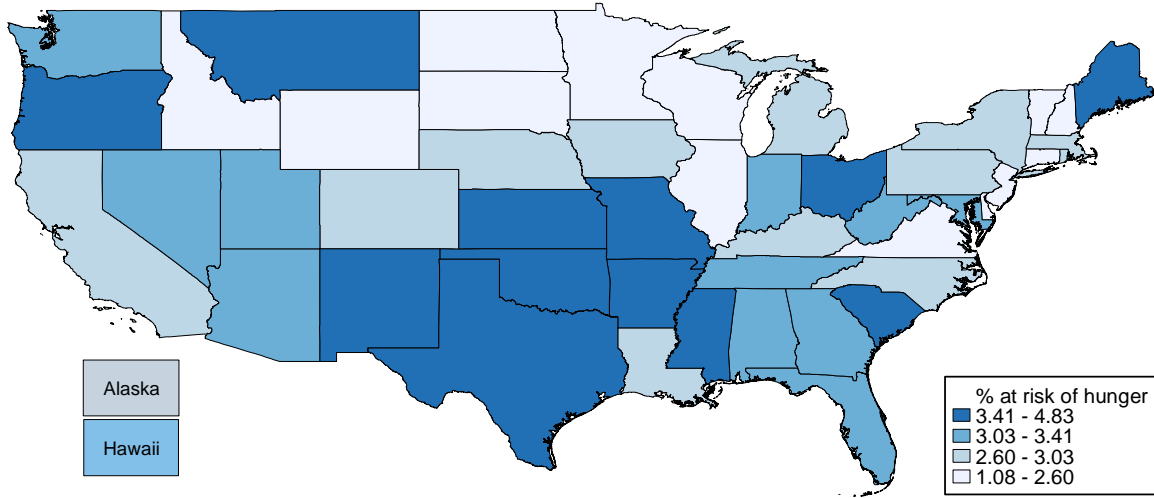 Alaska
Hawaii
% at risk of hunger
3.41 - 4.83
3.03 - 3.41
2.60 - 3.03
1.08 - 2.60